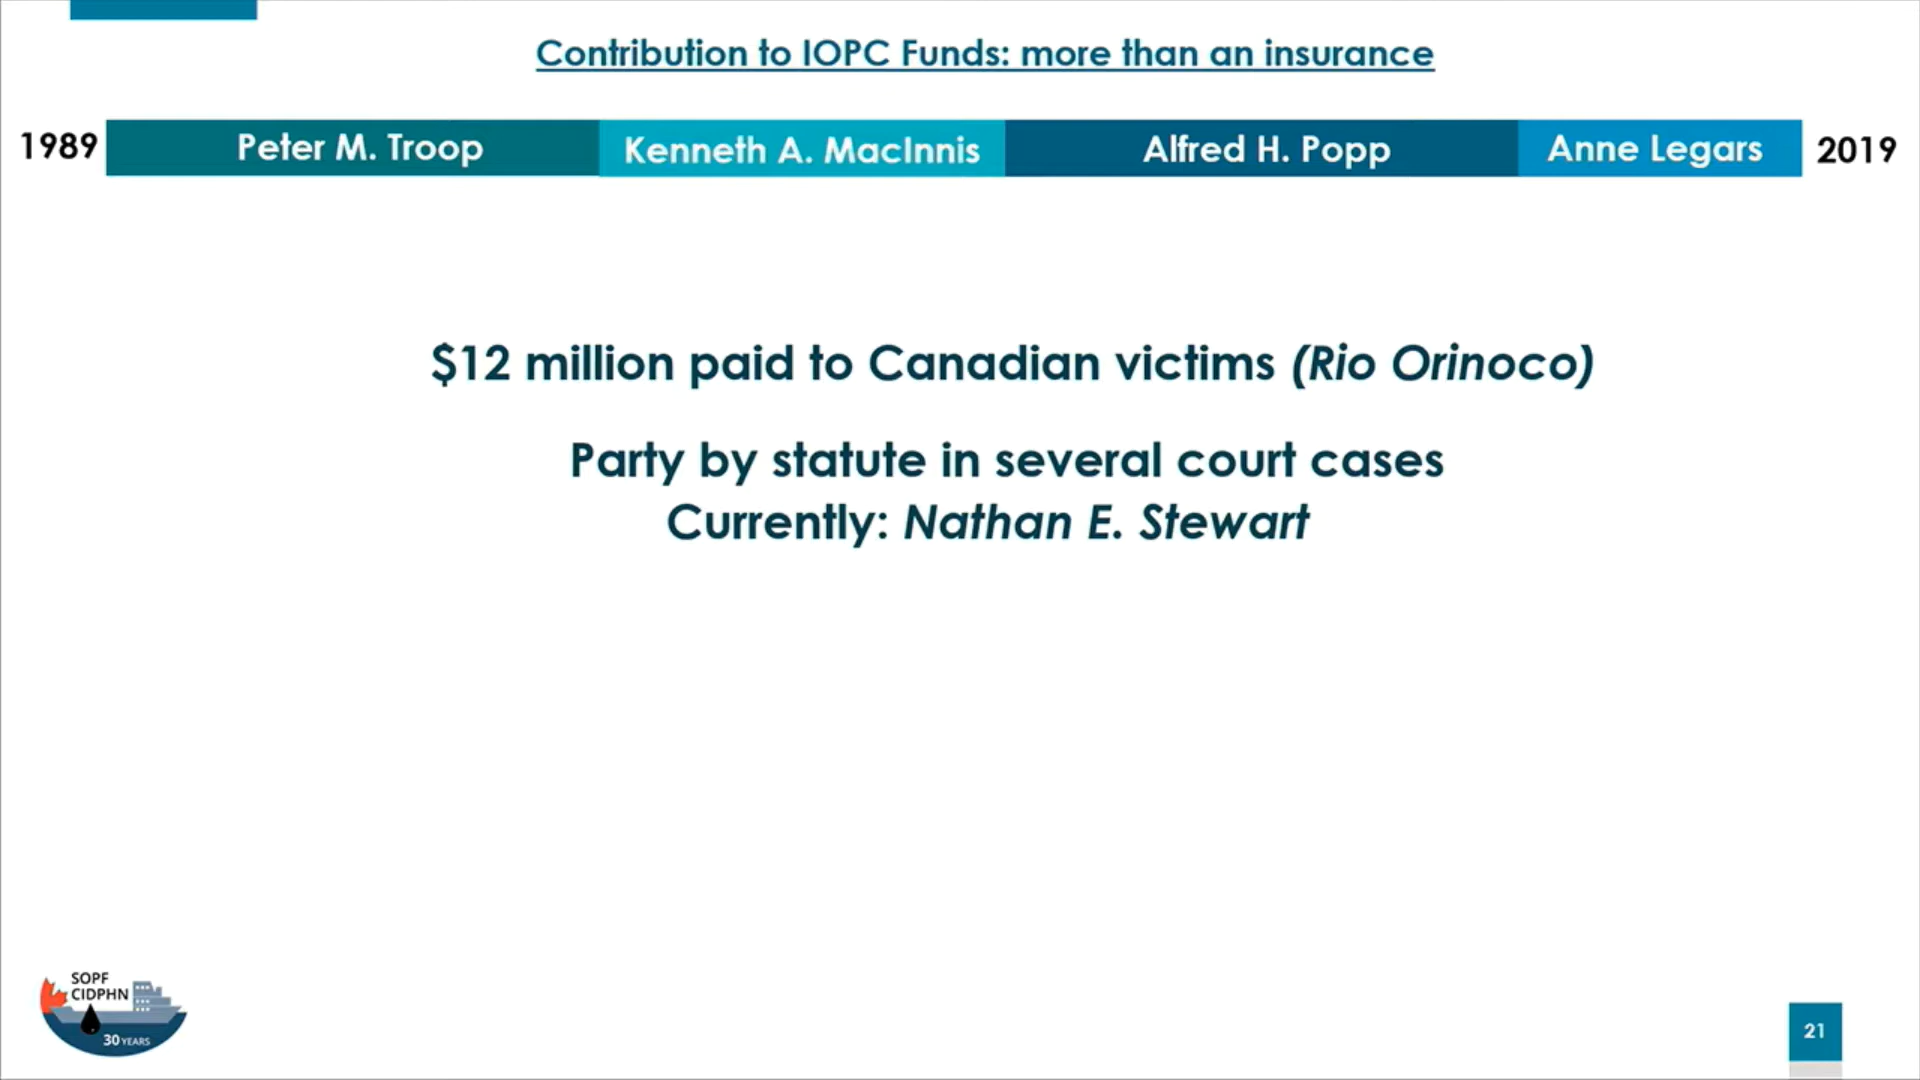 Contribution to IOPC Funds: more than an insurance
1989 Peter M. Troop Kenneth A. MacInnis Alfred H. Popp Anne Legars 2019
$12 million paid to Canadian victims (Rio Orinoco)
Party by statute in several court cases
Currently: Nathan E. Stewart
SOPF
CIDPHN
30 YEARS
21